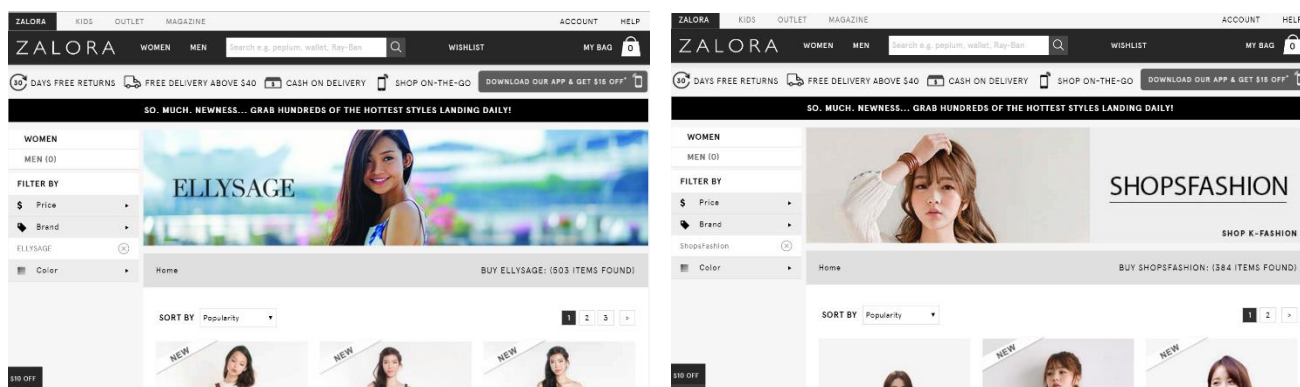 ZALORA KIDS OUTLET MAGAZINE ACCOUNT HELP
ZALORA WOMEN MEN Search e.g. peplum, wallet, Ray-Ban WISHLIST MY BAG 0
30 DAYS FREE RETURNS FREE DELIVERY ABOVE $40 $ CASH ON DELIVERY SHOP ON-THE-GO DOWNLOAD OUR APP & GET $15 OFF*
SO. MUCH. NEWNESS... GRAB HUNDREDS OF THE HOTTEST STYLES LANDING DAILY!
WOMEN
MEN (0)
FILTER BY
$ Price
Brand
ELLYSAGE
Color
ELLYSAGE
Home BUY ELLYSAGE: (503 ITEMS FOUND)
SORT BY Popularity 1 2 3 >
NEW NEW NEW
$10 OFF
ZALORA KIDS OUTLET MAGAZINE ACCOUNT HELP
ZALORA WOMEN MEN Search e.g. peplum, wallet, Ray-Ban WISHLIST MY BAG 0
30 DAYS FREE RETURNS FREE DELIVERY ABOVE $40 $ CASH ON DELIVERY SHOP ON-THE-GO DOWNLOAD OUR APP & GET $15 OFF*
SO. MUCH. NEWNESS... GRAB HUNDREDS OF THE HOTTEST STYLES LANDING DAILY!
WOMEN
MEN (0)
FILTER BY
$ Price
Brand
ShopsFashion
Color
SHOPSFASHION
SHOP K-FASHION
Home BUY SHOPSFASHION: (384 ITEMS FOUND)
SORT BY Popularity 1 2 >
NEW NEW
$10 OFF